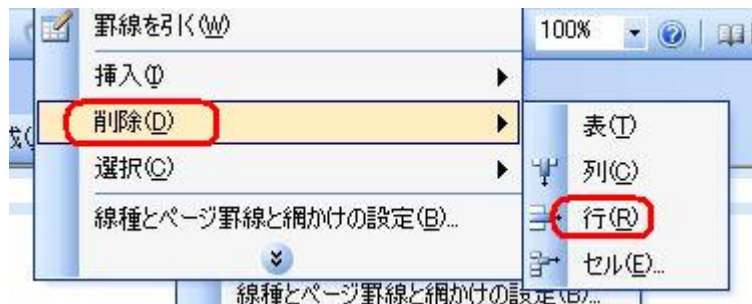 罫線を引く(W)
100%
挿入(I)
削除(D)
表(T)
選択(C)
列(C)
線種とページ罫線と網かけの設定(B)...
行(R)
セル(E)...
線種とページ罫線と網かけの設定(B)...